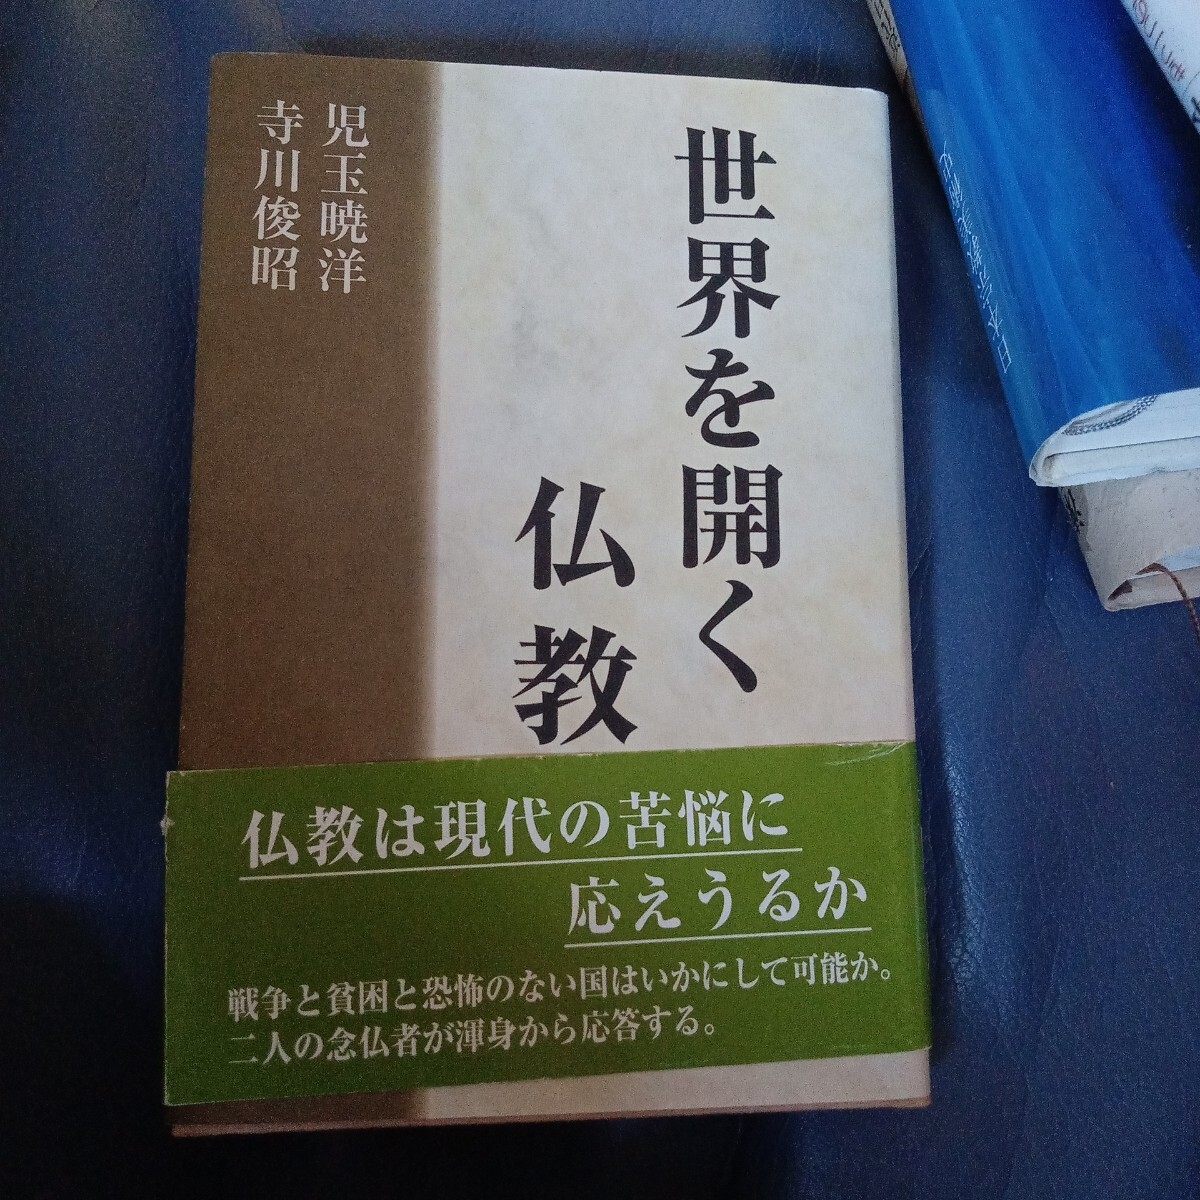 世界を開く
仏教
児玉暁洋
寺川俊昭
仏教は現代の苦悩に
応えうるか
戦争と貧困と恐怖のない国はいかにして可能か。
二人の念仏者が渾身から応答する。